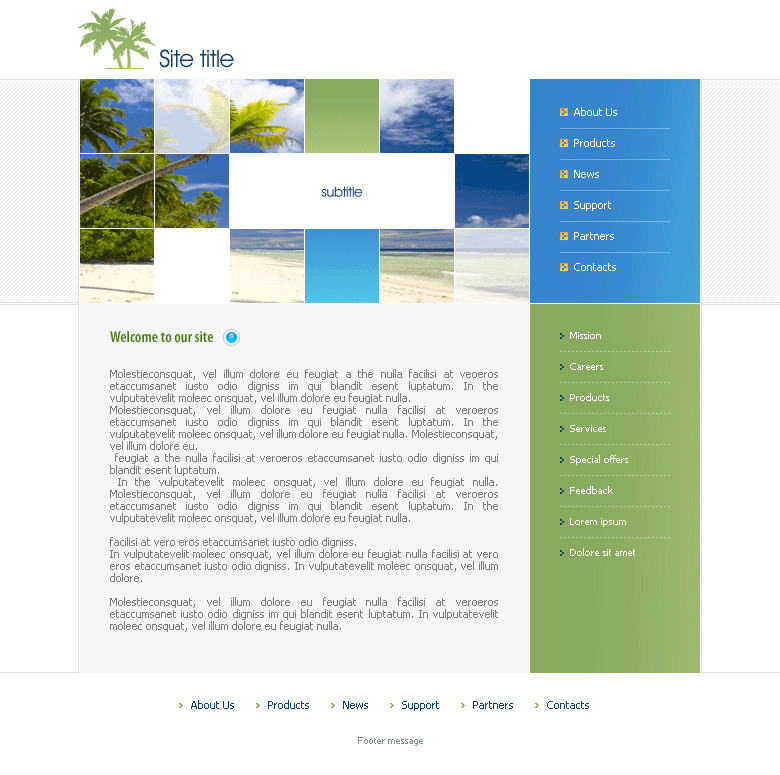 Site title
subtitle
About Us
Products
News
Support
Partners
Contacts
Welcome to our site
Molestieconsquat, vel illum dolore eu feugiat a the nulla facilisi at veoeros
etaccumsanet iusto odio digniss im qui blandit esent luptatum. In the
vulputatevelit moleec onsquat, vel illum dolore eu feugiat nulla.
Molestieconsquat, vel illum dolore eu feugiat nulla facilisi at veroeros
etaccumsanet iusto odio digniss im qui blandit esent luptatum. In the
vulputatevelit moleec onsquat, vel illum dolore eu feugiat nulla. Molestieconsquat,
vel illum dolore eu.
feugiat a the nulla facilisi at veroeros etaccumsanet iusto odio digniss im qui
blandit esent luptatum.
In the vulputatevelit moleec onsquat, vel illum dolore eu feugiat nulla.
Molestieconsquat, vel illum dolore eu feugiat nulla facilisi at veroeros
etaccumsanet iusto odio digniss im qui blandit esent luptatum. In the
vulputatevelit moleec onsquat, vel illum dolore eu feugiat nulla.
facilisi at vero eros etaccumsanet iusto odio digniss.
In vulputatevelit moleec onsquat, vel illum dolore eu feugiat nulla facilisi at vero
eros etaccumsanet iusto odio digniss. In vulputatevelit moleec onsquat, vel illum
dolore.
Molestieconsquat, vel illum dolore eu feugiat nulla facilisi at veroeros
etaccumsanet iusto odio digniss im qui blandit esent luptatum. In vulputatevelit
moleec onsquat, vel illum dolore eu feugiat nulla.
Mission
Careers
Products
Services
Special offers
Feedback
Lorem ipsum
Dolore sit amet
About Us Products News Support Partners Contacts
Footer message